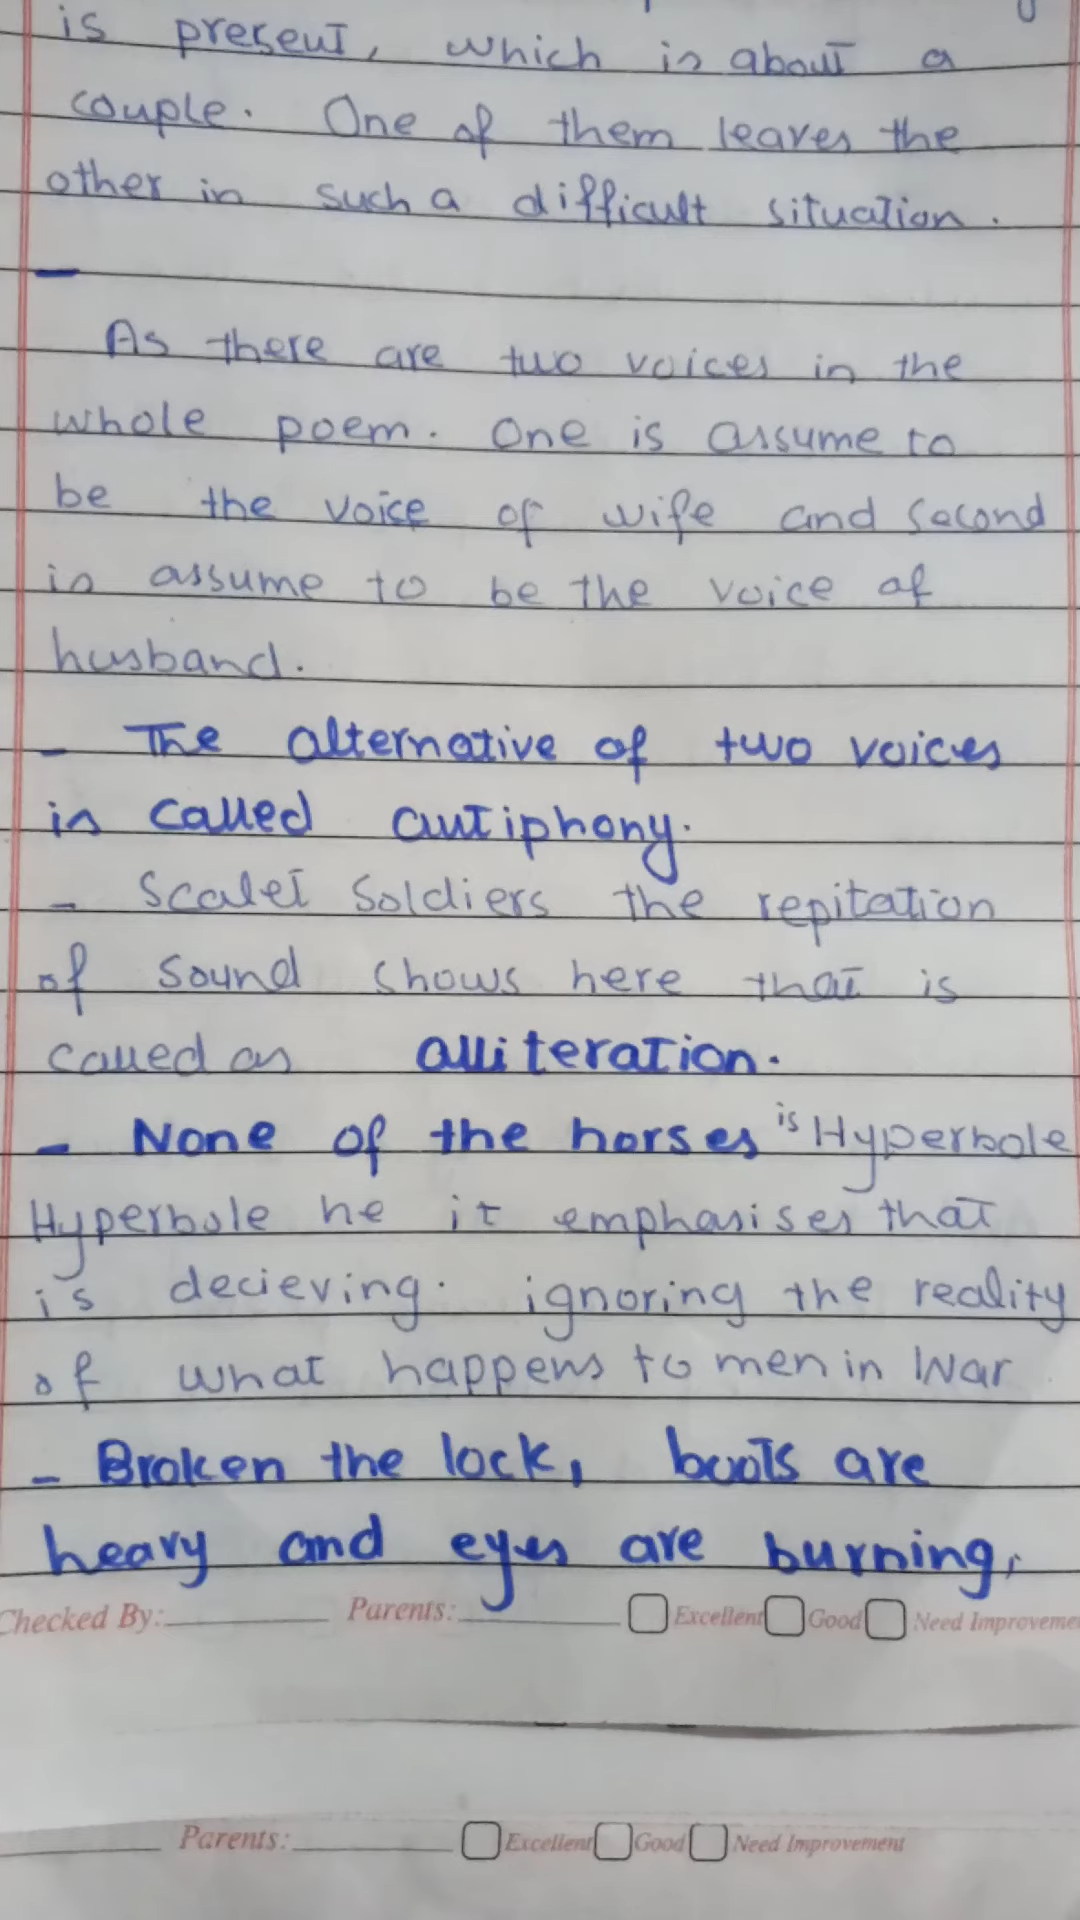 is present, which is about a
couple. One of them leaves the
other in such a difficult situation.
-
As there are two voices in the
whole poem. One is assume to
be the voice of wife and second
is assume to be the voice of
husband.
- The alternative of two voices
is called antiphony.
- Scalet Soldiers the repitation
of sound shows here that is
called as alliteration.
- None of the horses is Hyperbole
Hyperbole he it emphasises that
is decieving. ignoring the reality
of what happens to men in War
- Broken the lock, boots are
heavy and eyes are burning,
Checked By: Parents: Excellent Good Need Improveme
Parents: Excellent Good Need Improvement